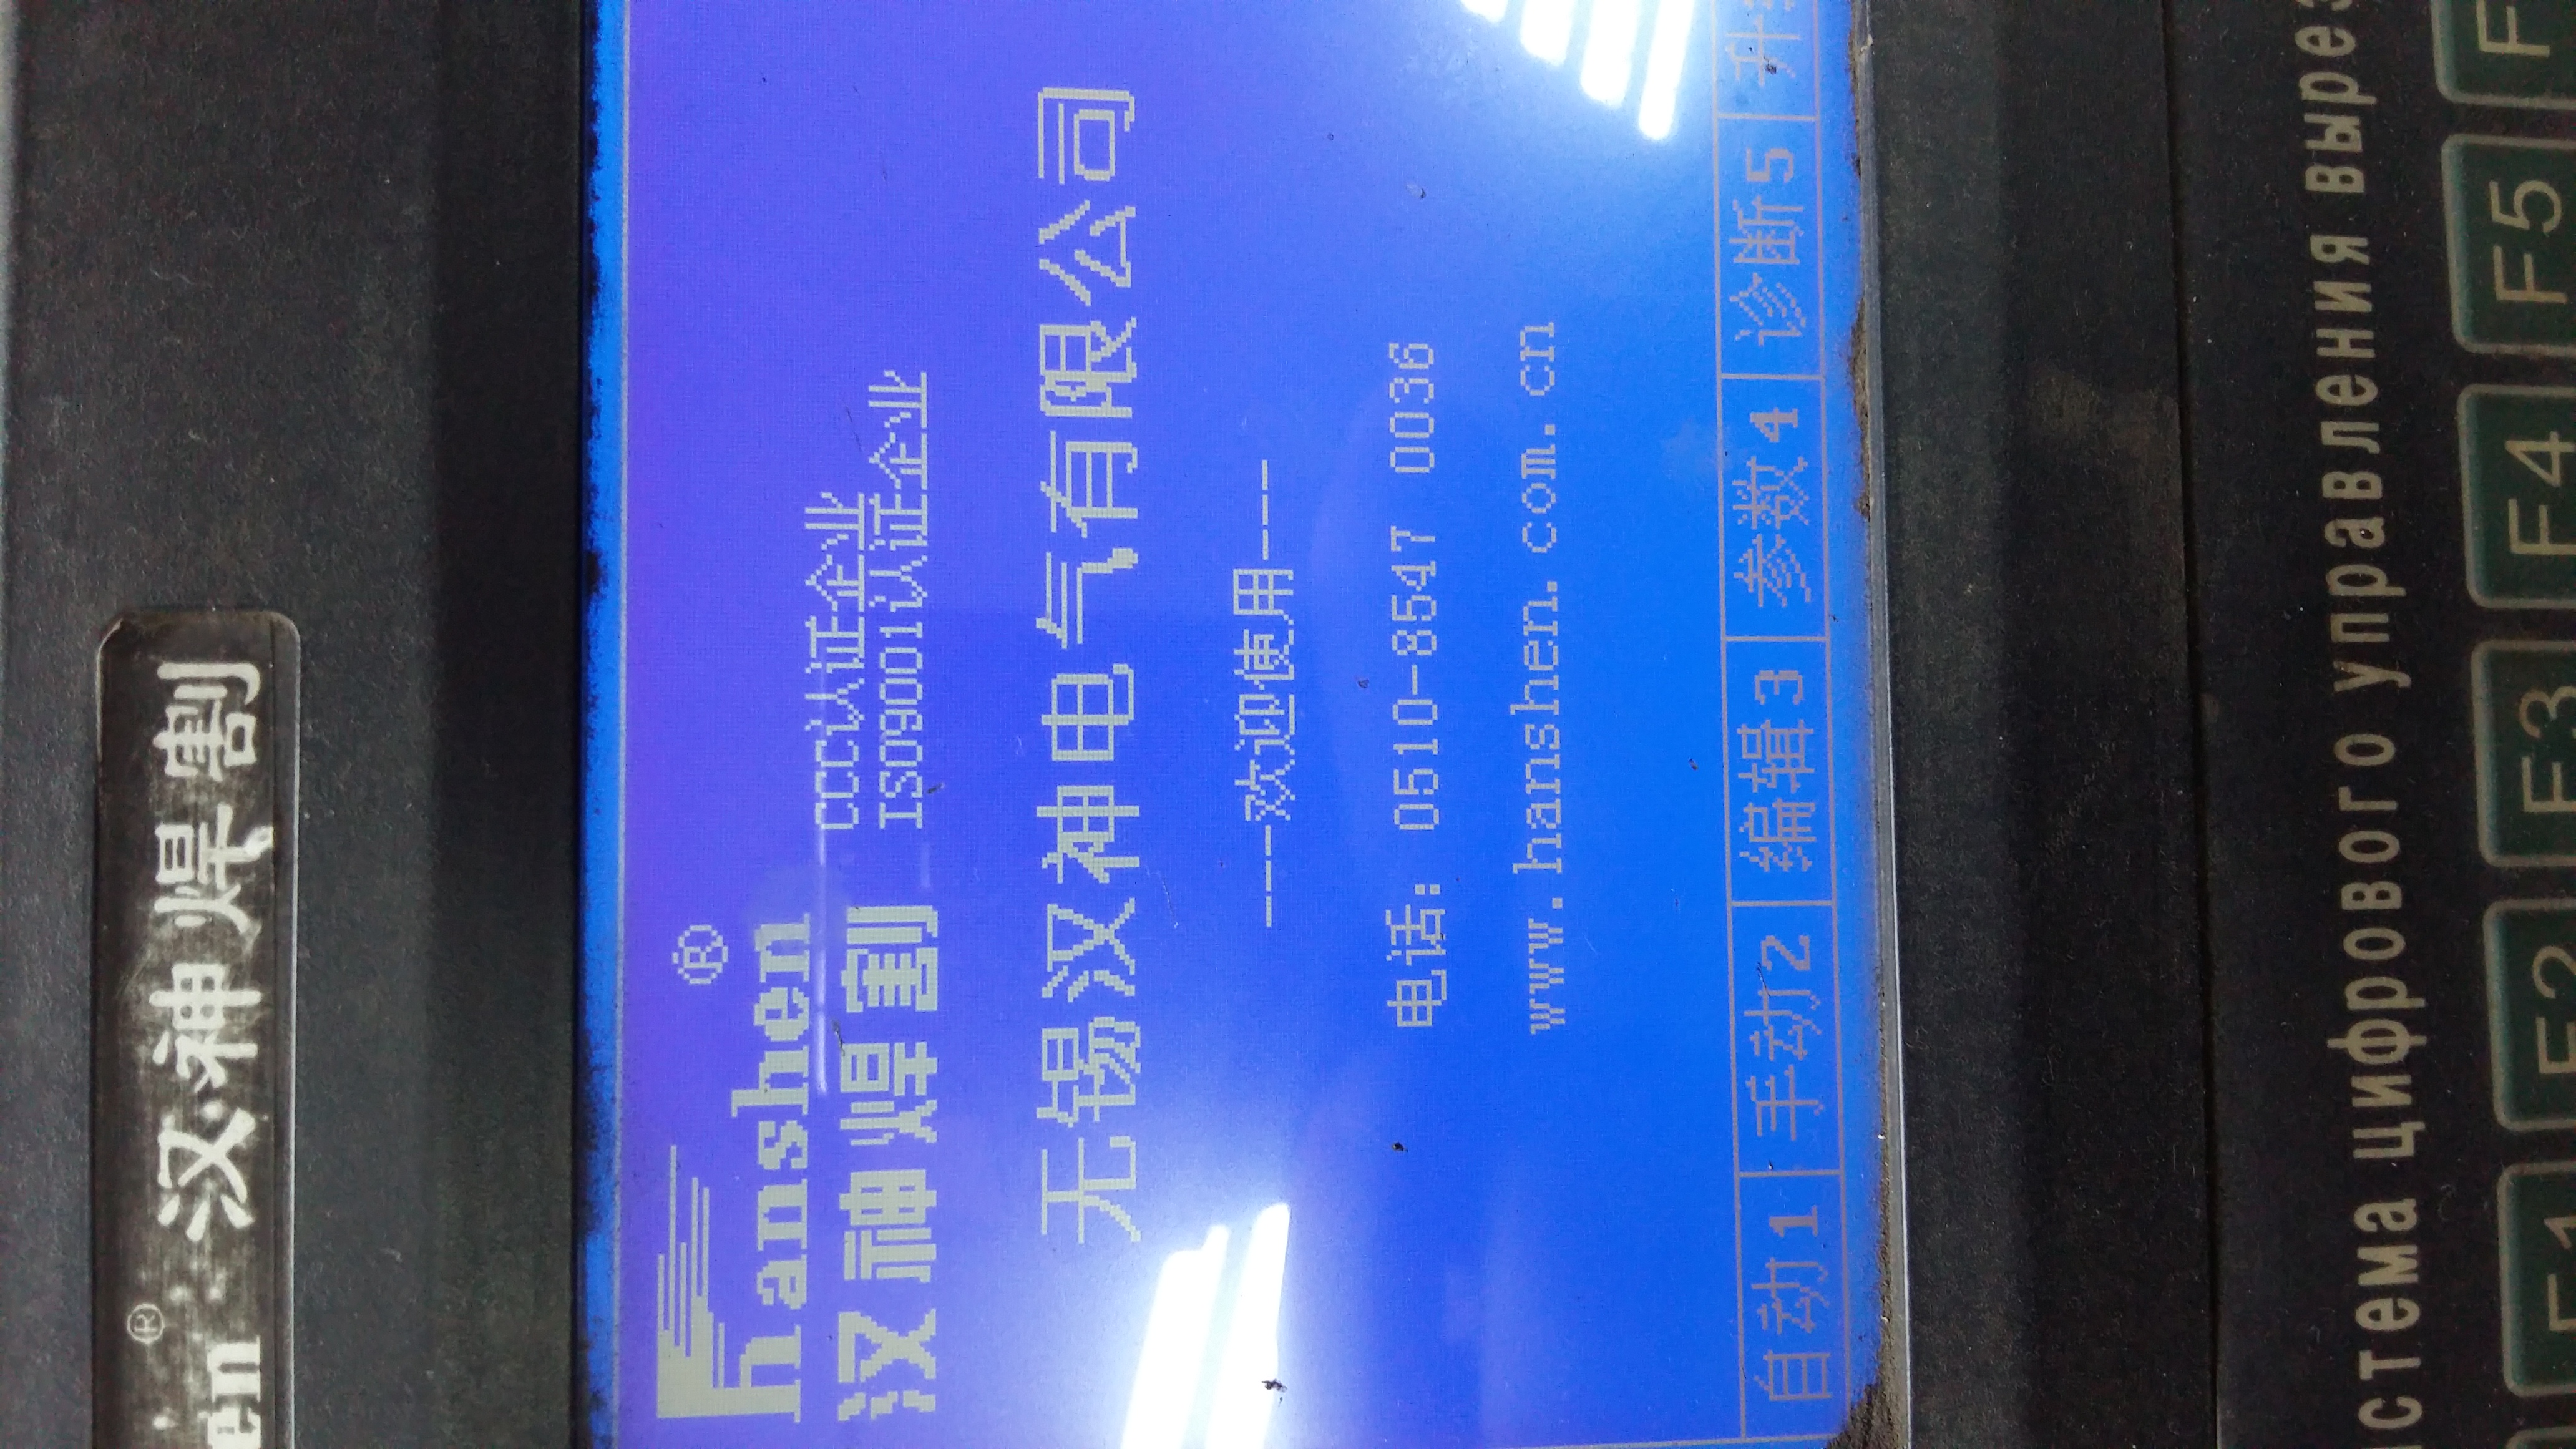 en® 汉神焊割
hanshen®
汉神焊割
CCC认证企业
ISO9001认证企业
无锡汉神电气有限公司
---欢迎使用---
电话: 0510-8547 0036
www.hanshen.com.cn
自动1 手动2 编辑3 参数4 诊断5 升
стема цифрового управления вырез
F1 F2 F3 F4 F5 F